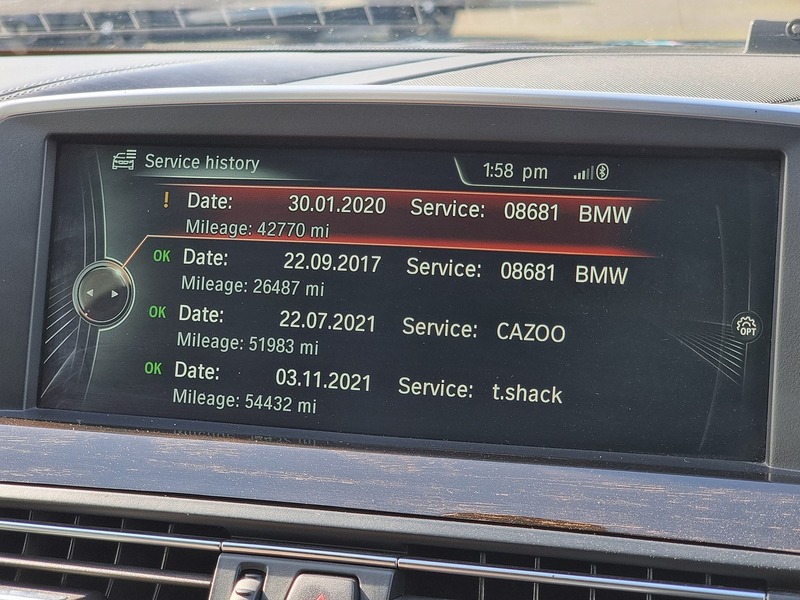 Service history
1:58 pm
! Date: 30.01.2020 Service: 08681 BMW
Mileage: 42770 mi
OK Date: 22.09.2017 Service: 08681 BMW
Mileage: 26487 mi
OK Date: 22.07.2021 Service: CAZOO
Mileage: 51983 mi
OK Date: 03.11.2021 Service: t.shack
Mileage: 54432 mi
OPT